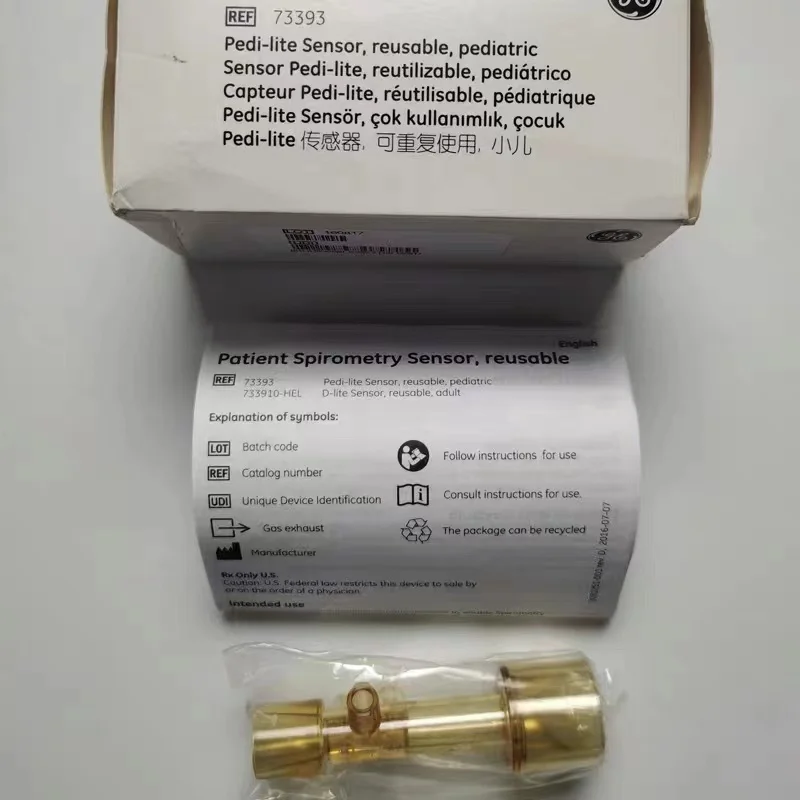 REF 73393
Pedi-lite Sensor, reusable, pediatric
Sensor Pedi-lite, reutilizable, pediátrico
Capteur Pedi-lite, réutilisable, pédiatrique
Pedi-lite Sensör, çok kullanımlık, çocuk
Pedi-lite 传感器, 可重复使用, 小儿
English
Patient Spirometry Sensor, reusable
REF 73393 Pedi-lite Sensor, reusable, pediatric
733910-HEL D-lite Sensor, reusable, adult
Explanation of symbols:
LOT Batch code
REF Catalog number
UDI Unique Device Identification
Gas exhaust
Manufacturer
Follow instructions for use
Consult instructions for use.
The package can be recycled
Rx Only U.S.
Caution: U.S. Federal law restricts this device to sale by
or on the order of a physician.
Intended use
2016-07-07